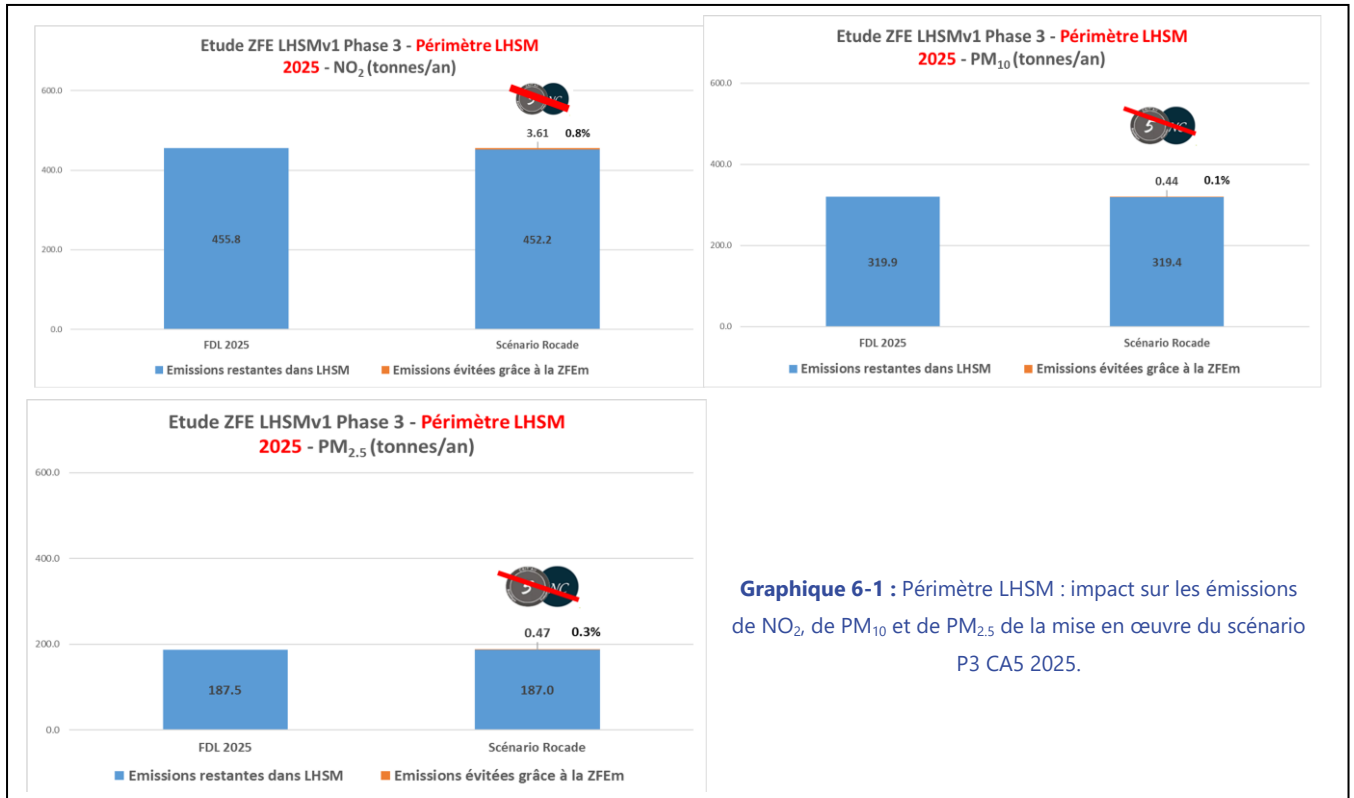 Etude ZFE LHSMv1 Phase 3 - Périmètre LHSM
2025 - NO₂ (tonnes/an)
600.0
400.0
200.0
0.0
5 NC
3.61 0.8%
455.8
452.2
FDL 2025
Scénario Rocade
Emissions restantes dans LHSM
Emissions évitées grâce à la ZFEm
Etude ZFE LHSMv1 Phase 3 - Périmètre LHSM
2025 - PM₁₀ (tonnes/an)
600.0
400.0
200.0
0.0
5 NC
0.44 0.1%
319.9
319.4
FDL 2025
Scénario Rocade
Emissions restantes dans LHSM
Emissions évitées grâce à la ZFEm
Etude ZFE LHSMv1 Phase 3 - Périmètre LHSM
2025 - PM₂.₅ (tonnes/an)
600.0
400.0
200.0
0.0
5 NC
0.47 0.3%
187.5
187.0
FDL 2025
Scénario Rocade
Emissions restantes dans LHSM
Emissions évitées grâce à la ZFEm
Graphique 6-1 : Périmètre LHSM : impact sur les émissions
de NO₂, de PM₁₀ et de PM₂.₅ de la mise en œuvre du scénario
P3 CA5 2025.